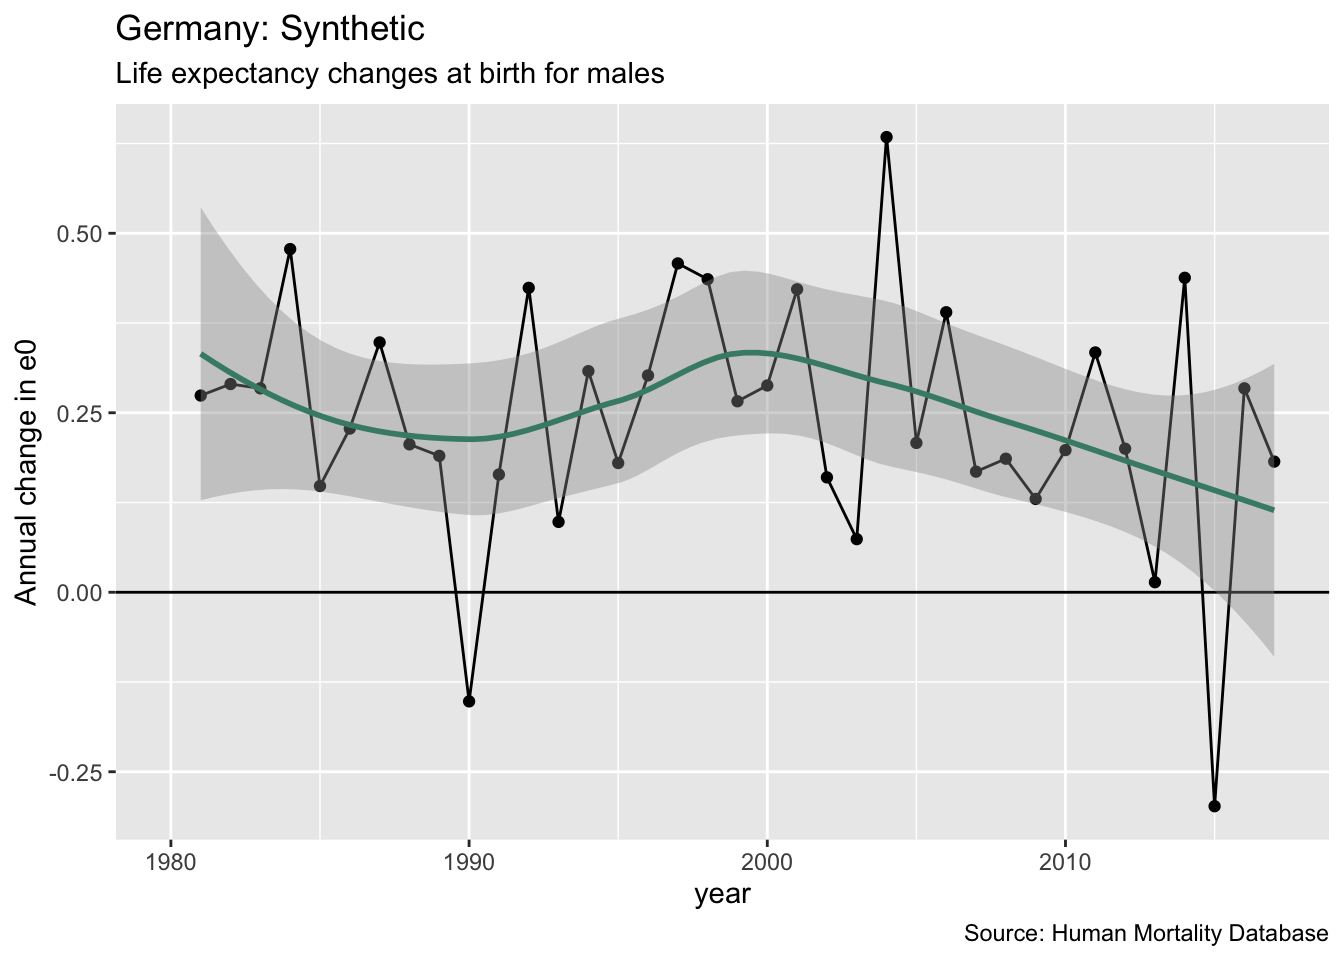 Germany: Synthetic
Life expectancy changes at birth for males
Annual change in e0
0.50
0.25
0.00
-0.25
1980 1990 2000 2010
year
Source: Human Mortality Database